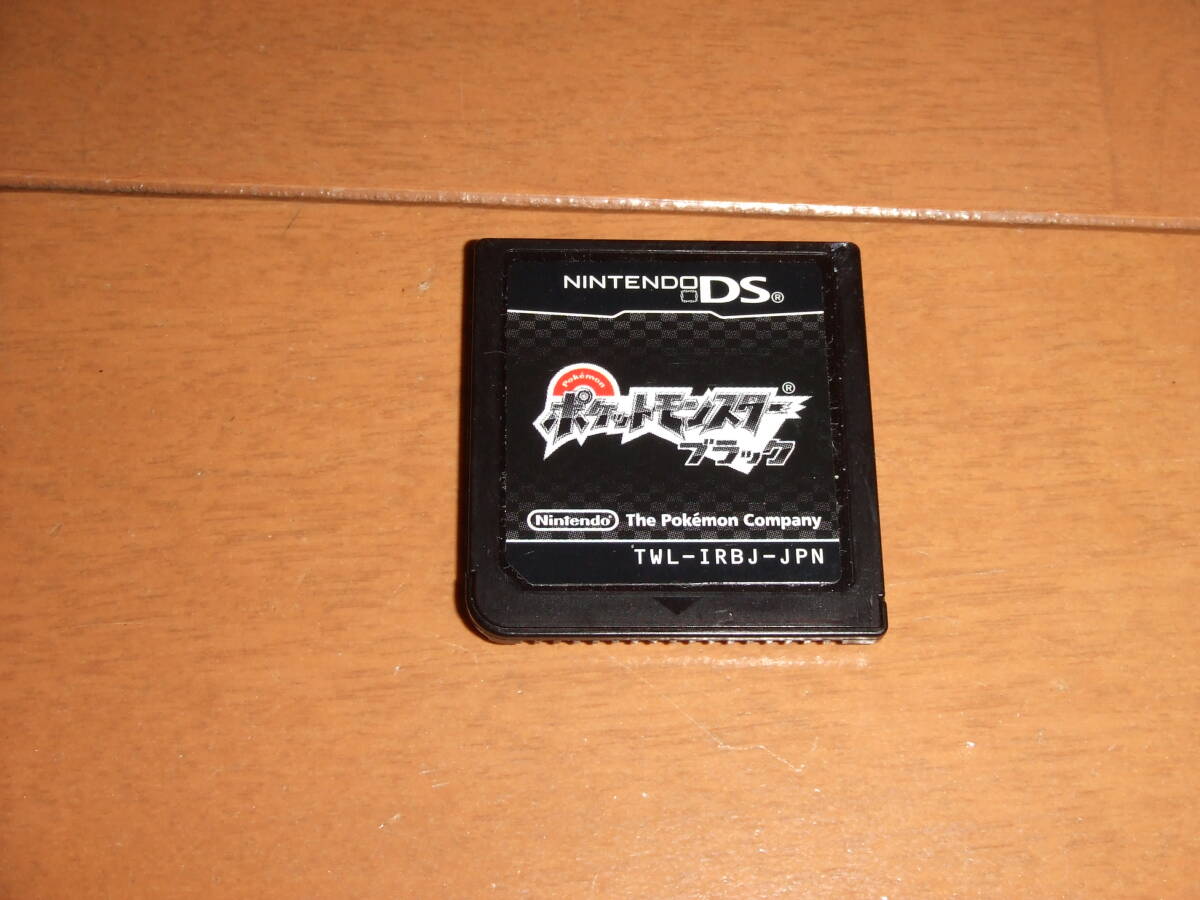 NINTENDO DS®
Pokémon
ポケットモンスター®
ブラック
Nintendo® The Pokémon Company
TWL-IRBJ-JPN